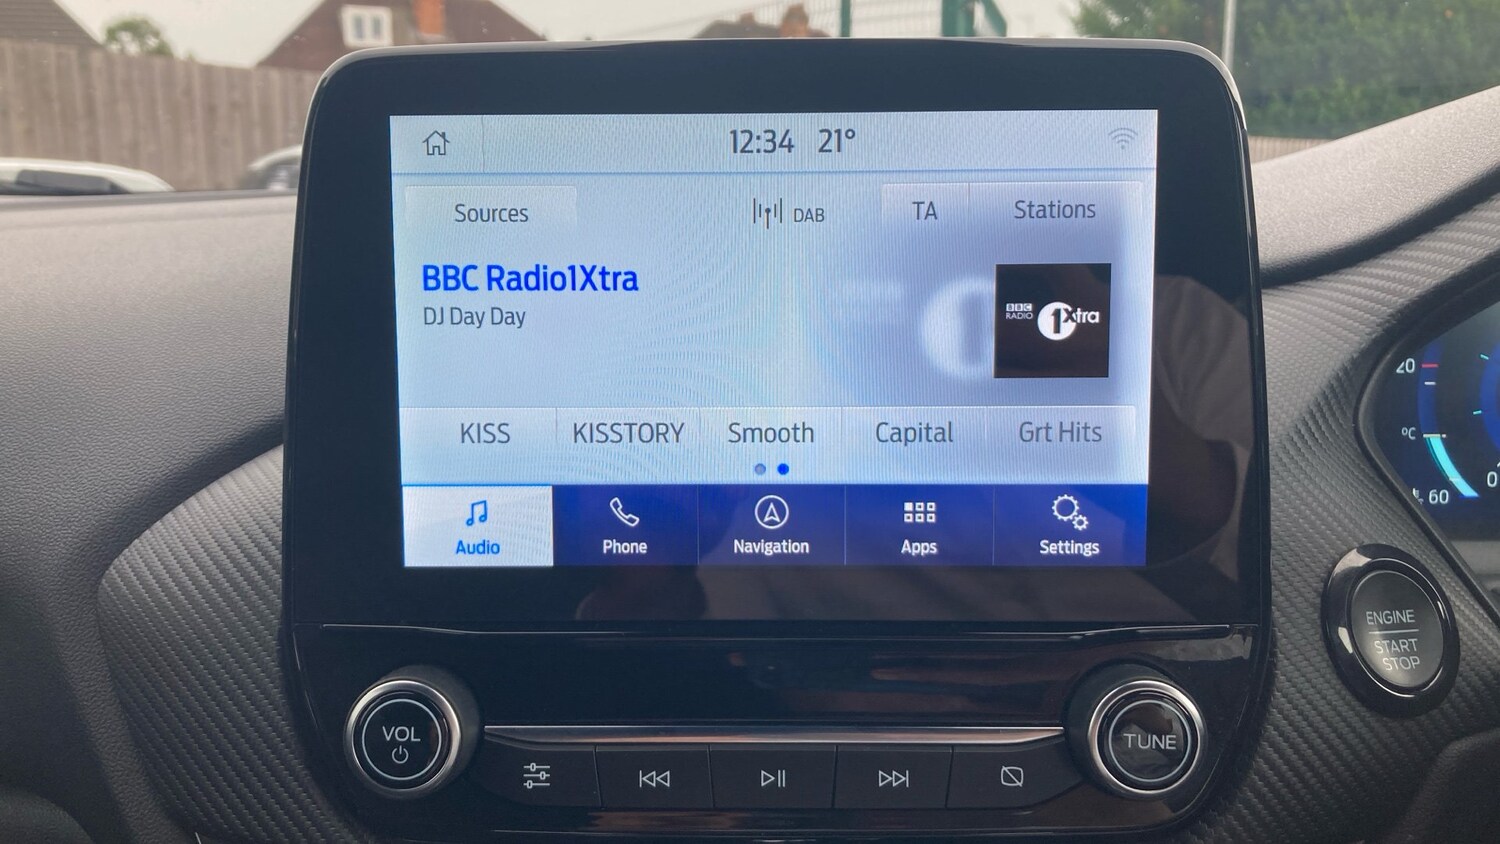 12:34 21°
Sources
DAB
TA
Stations
BBC Radio1Xtra
DJ Day Day
BBC
RADIO
1Xtra
KISS
KISSTORY
Smooth
Capital
Grt Hits
Audio
Phone
Navigation
Apps
Settings
VOL
TUNE
ENGINE
START
STOP
20
°C
60
0